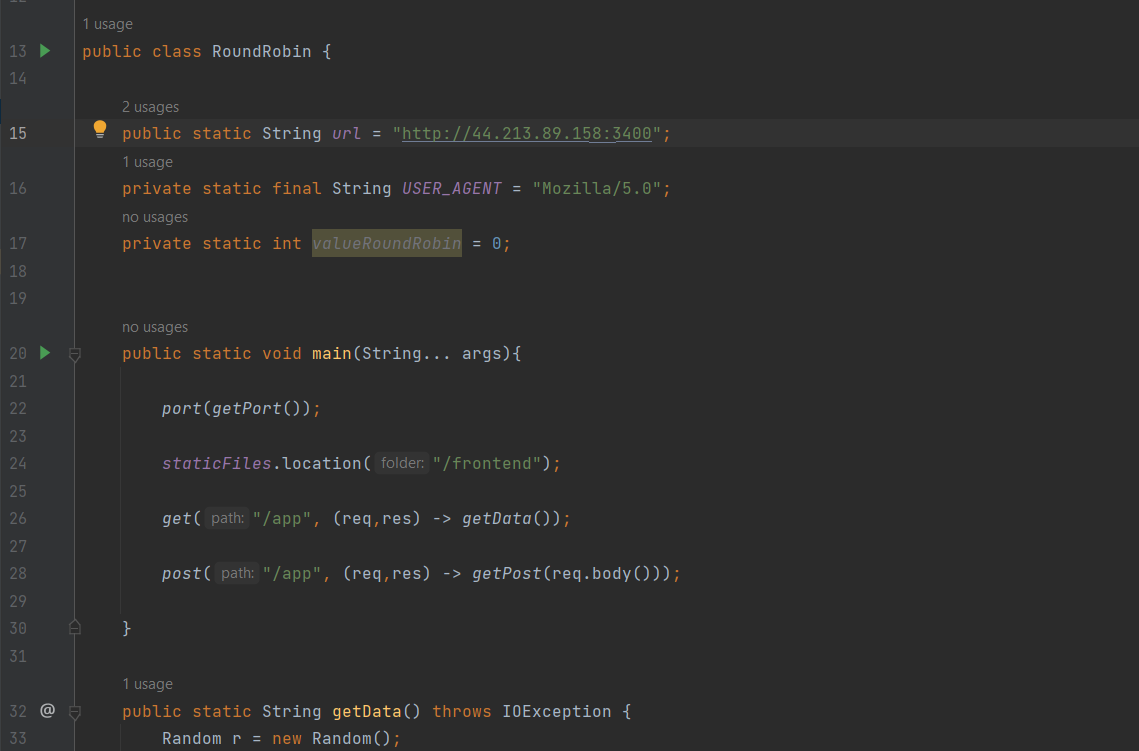 12
1 usage
13 public class RoundRobin {
14
2 usages
15 public static String url = "http://44.213.89.158:3400";
1 usage
16 private static final String USER_AGENT = "Mozilla/5.0";
no usages
17 private static int valueRoundRobin = 0;
18
19
no usages
20 public static void main(String... args){
21
22 port(getPort());
23
24 staticFiles.location( folder: "/frontend");
25
26 get( path: "/app", (req,res) -> getData());
27
28 post( path: "/app", (req,res) -> getPost(req.body()));
29
30 }
31
1 usage
32 @ public static String getData() throws IOException {
33 Random r = new Random();